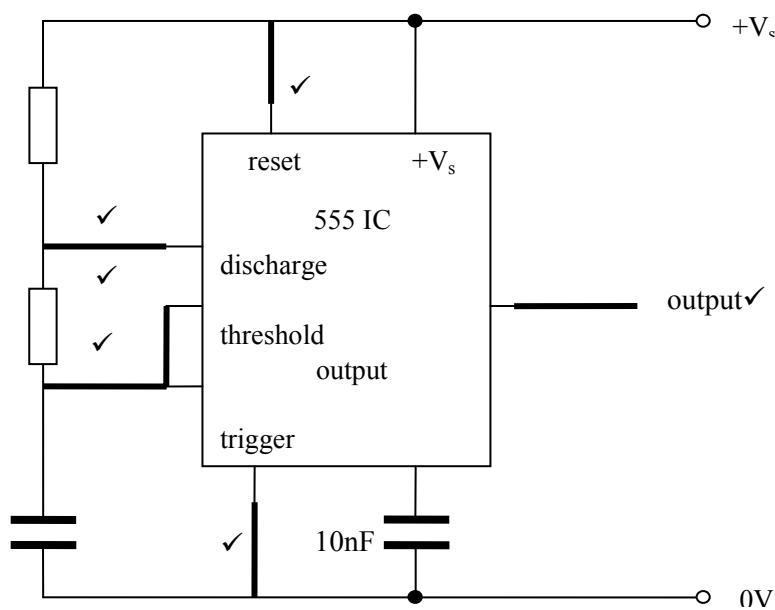 +Vs
✓
reset
+Vs
✓
555 IC
discharge
✓
output✓
threshold
✓
output
trigger
✓
10nF
0V